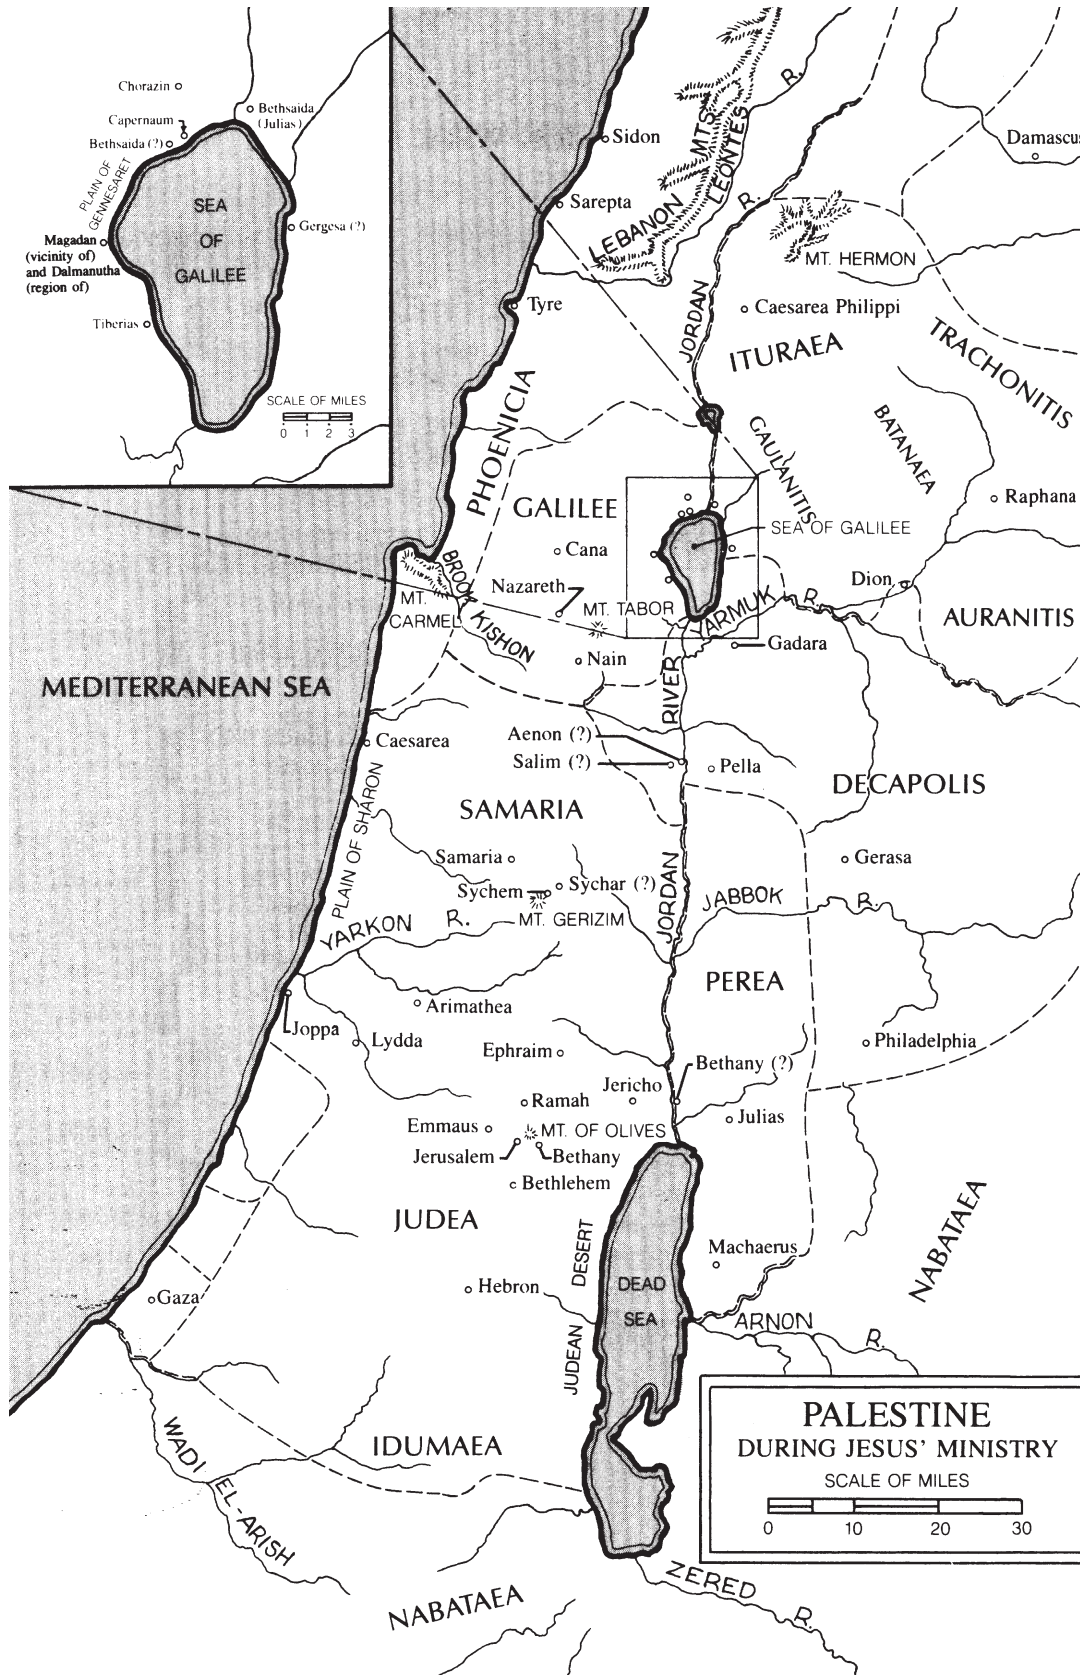 Chorazin
Capernaum
Bethsaida (?)
Bethsaida
(Julias)
PLAIN OF
GENNESARET
SEA
OF
GALILEE
Gergesa (?)
Magadan
(vicinity of)
and Dalmanutha
(region of)
Tiberias
SCALE OF MILES
0 1 2 3
Sidon
Sarepta
Tyre
LEBANON MTS
LEONTES R.
Damascus
R.
MT. HERMON
JORDAN
Caesarea Philippi
ITURAEA
TRACHONITIS
PHOENICIA
GAULANITIS
BATANAEA
Raphana
GALILEE
SEA OF GALILEE
Cana
BROOK KISHON
Nazareth
MT. TABOR
MT.
CARMEL
YARMUK R.
Dion
AURANITIS
Gadara
Nain
MEDITERRANEAN SEA
RIVER
Caesarea
Aenon (?)
Salim (?)
Pella
DECAPOLIS
SAMARIA
PLAIN OF SHARON
Samaria
Sychem
Sychar (?)
MT. GERIZIM
Gerasa
JORDAN
JABBOK R.
YARKON R.
PEREA
Arimathea
Joppa
Lydda
Ephraim
Philadelphia
Bethany (?)
Jericho
Ramah
Julias
Emmaus
MT. OF OLIVES
Jerusalem
Bethany
Bethlehem
JUDEA
JUDEAN DESERT
Machaerus
NABATAEA
DEAD
SEA
Hebron
Gaza
ARNON R.
IDUMAEA
WADI EL-ARISH
NABATAEA
ZERED R.
PALESTINE
DURING JESUS' MINISTRY
SCALE OF MILES
0 10 20 30